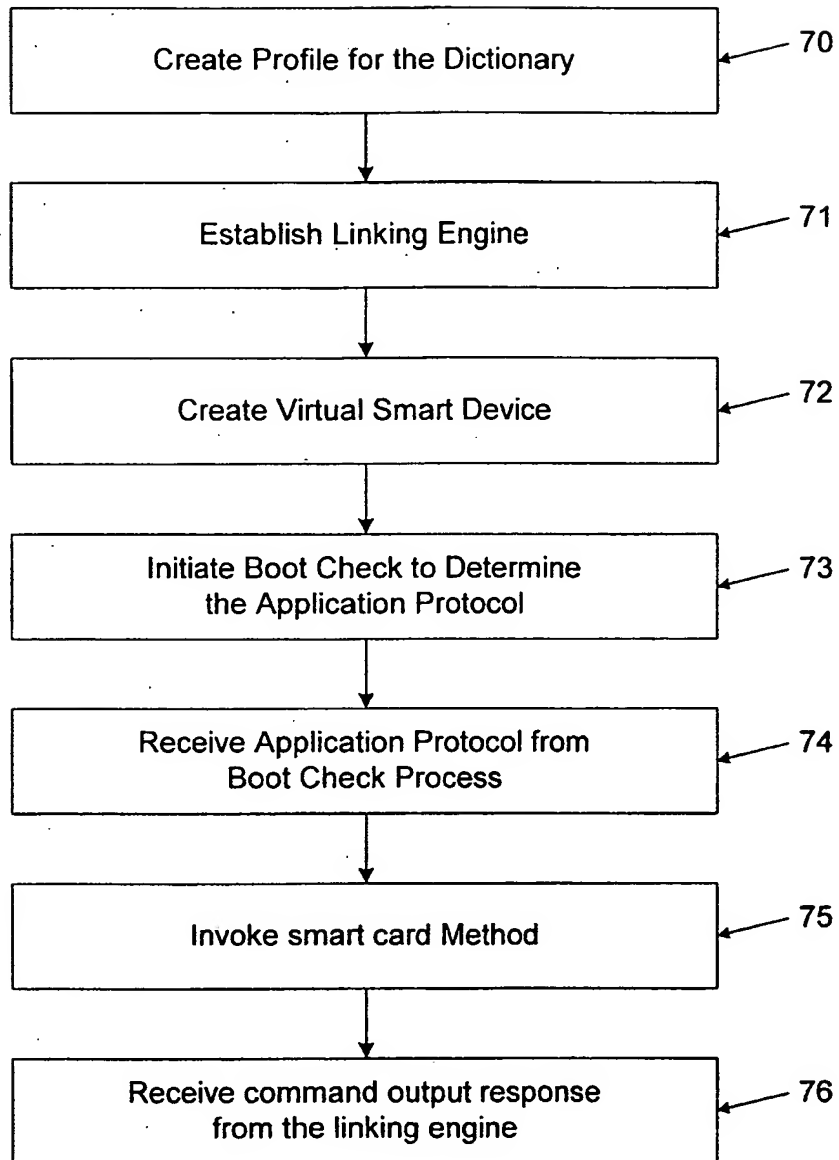 Create Profile for the Dictionary
70
Establish Linking Engine
71
Create Virtual Smart Device
72
Initiate Boot Check to Determine
the Application Protocol
73
Receive Application Protocol from
Boot Check Process
74
Invoke smart card Method
75
Receive command output response
from the linking engine
76